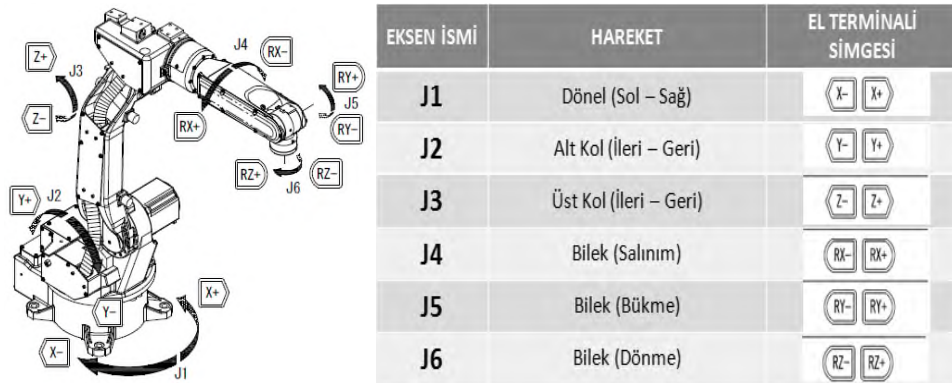 Z+
J3
Z-
J4
RX-
RX+
RY+
J5
RY-
RZ+
J6
RZ-
Y+
J2
X+
Y-
X-
J1
EKSEN İSMİ
HAREKET
EL TERMİNALİ
SİMGESİ
J1
Dönel (Sol – Sağ)
X- X+
J2
Alt Kol (İleri – Geri)
Y- Y+
J3
Üst Kol (İleri – Geri)
Z- Z+
J4
Bilek (Salınım)
RX- RX+
J5
Bilek (Bükme)
RY- RY+
J6
Bilek (Dönme)
RZ- RZ+